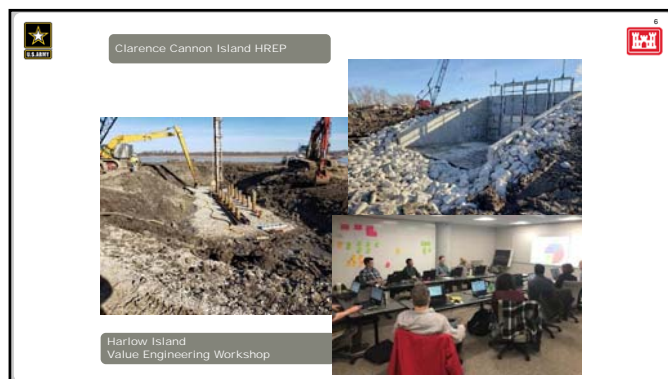 6
U.S.ARMY
Clarence Cannon Island HREP
Harlow Island
Value Engineering Workshop